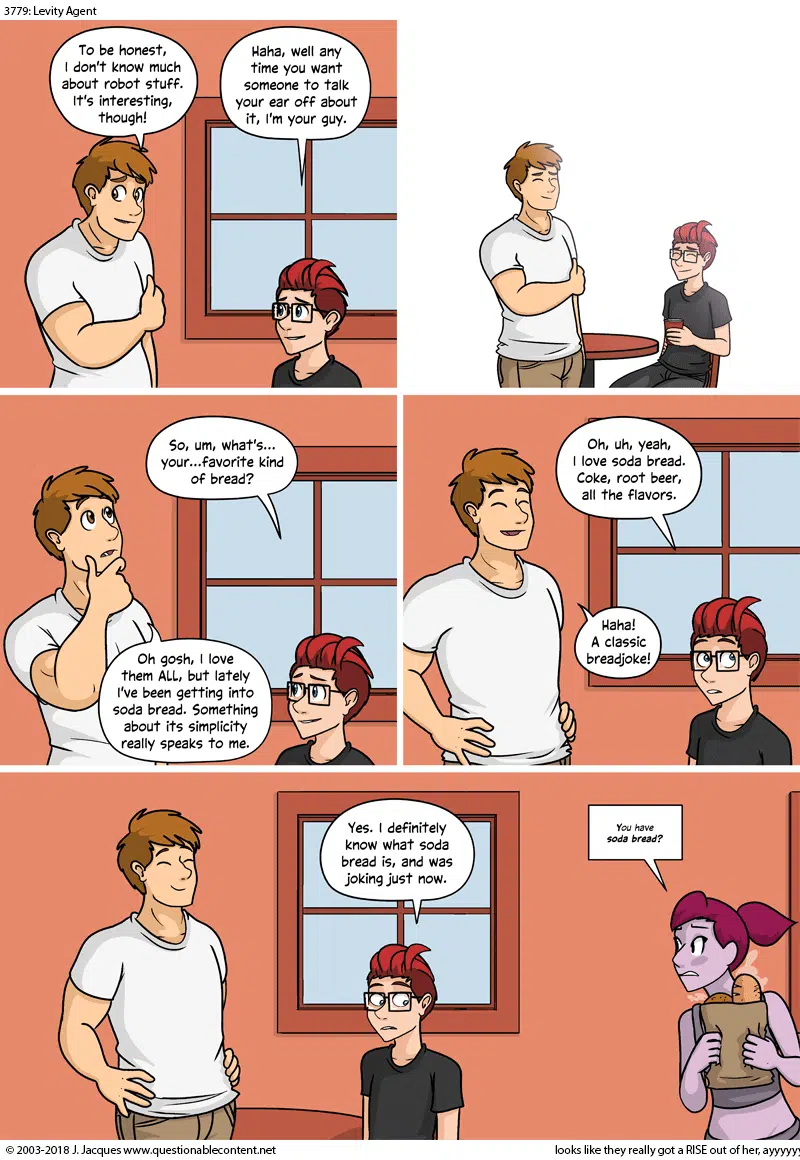 3779: Levity Agent
To be honest,
I don't know much
about robot stuff.
It's interesting,
though!
Haha, well any
time you want
someone to talk
your ear off about
it, I'm your guy.
So, um, what's...
your...favorite kind
of bread?
Oh gosh, I love
them ALL, but lately
I've been getting into
soda bread. Something
about its simplicity
really speaks to me.
Oh, uh, yeah,
I love soda bread.
Coke, root beer,
all the flavors.
Haha!
A classic
breadjoke!
Yes. I definitely
know what soda
bread is, and was
joking just now.
You have
soda bread?
© 2003-2018 J. Jacques www.questionablecontent.net
looks like they really got a RISE out of her, ayyyyyy